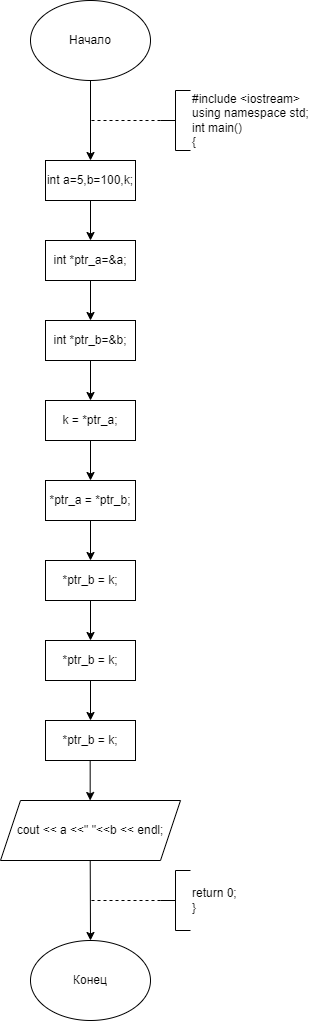 Начало
#include <iostream>
using namespace std;
int main()
{
int a=5,b=100,k;
int *ptr_a=&a;
int *ptr_b=&b;
k = *ptr_a;
*ptr_a = *ptr_b;
*ptr_b = k;
*ptr_b = k;
*ptr_b = k;
cout << a <<" "<<b << endl;
return 0;
}
Конец